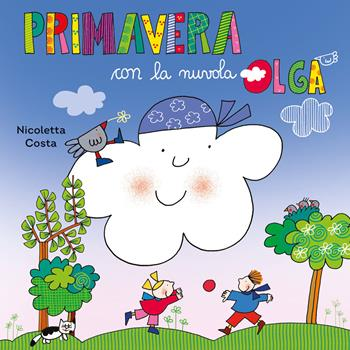 PRIMAVERA
con la nuvola OLGA
Nicoletta
Costa